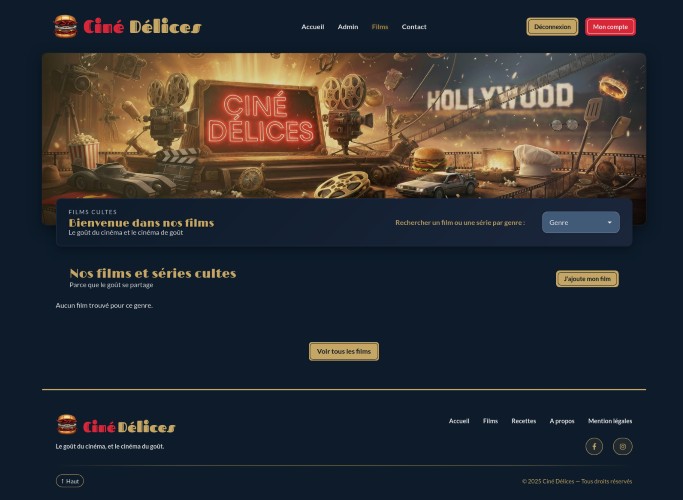 Ciné Délices
Accueil Admin Films Contact
Déconnexion Mon compte
CINÉ
DÉLICES
HOLLYWOOD
FILMS CULTES
Bienvenue dans nos films
Le goût du cinéma et le cinéma de goût
Rechercher un film ou une série par genre :
Genre
Nos films et séries cultes
Parce que le goût se partage
J'ajoute mon film
Aucun film trouvé pour ce genre.
Voir tous les films
Ciné Délices
Le goût du cinéma, et le cinéma du goût.
Accueil Films Recettes A propos Mention légales
↑ Haut
© 2025 Ciné Délices — Tous droits réservés